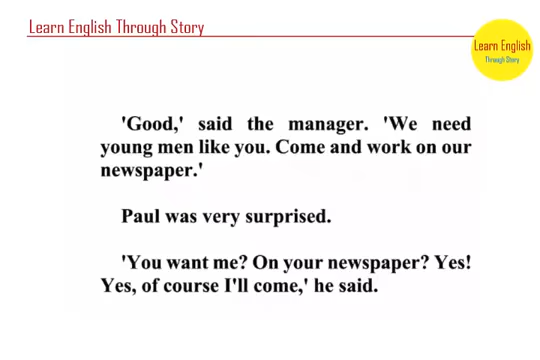 Learn English Through Story
Learn English
Through Story
'Good,' said the manager. 'We need
young men like you. Come and work on our
newspaper.'
Paul was very surprised.
'You want me? On your newspaper? Yes!
Yes, of course I'll come,' he said.